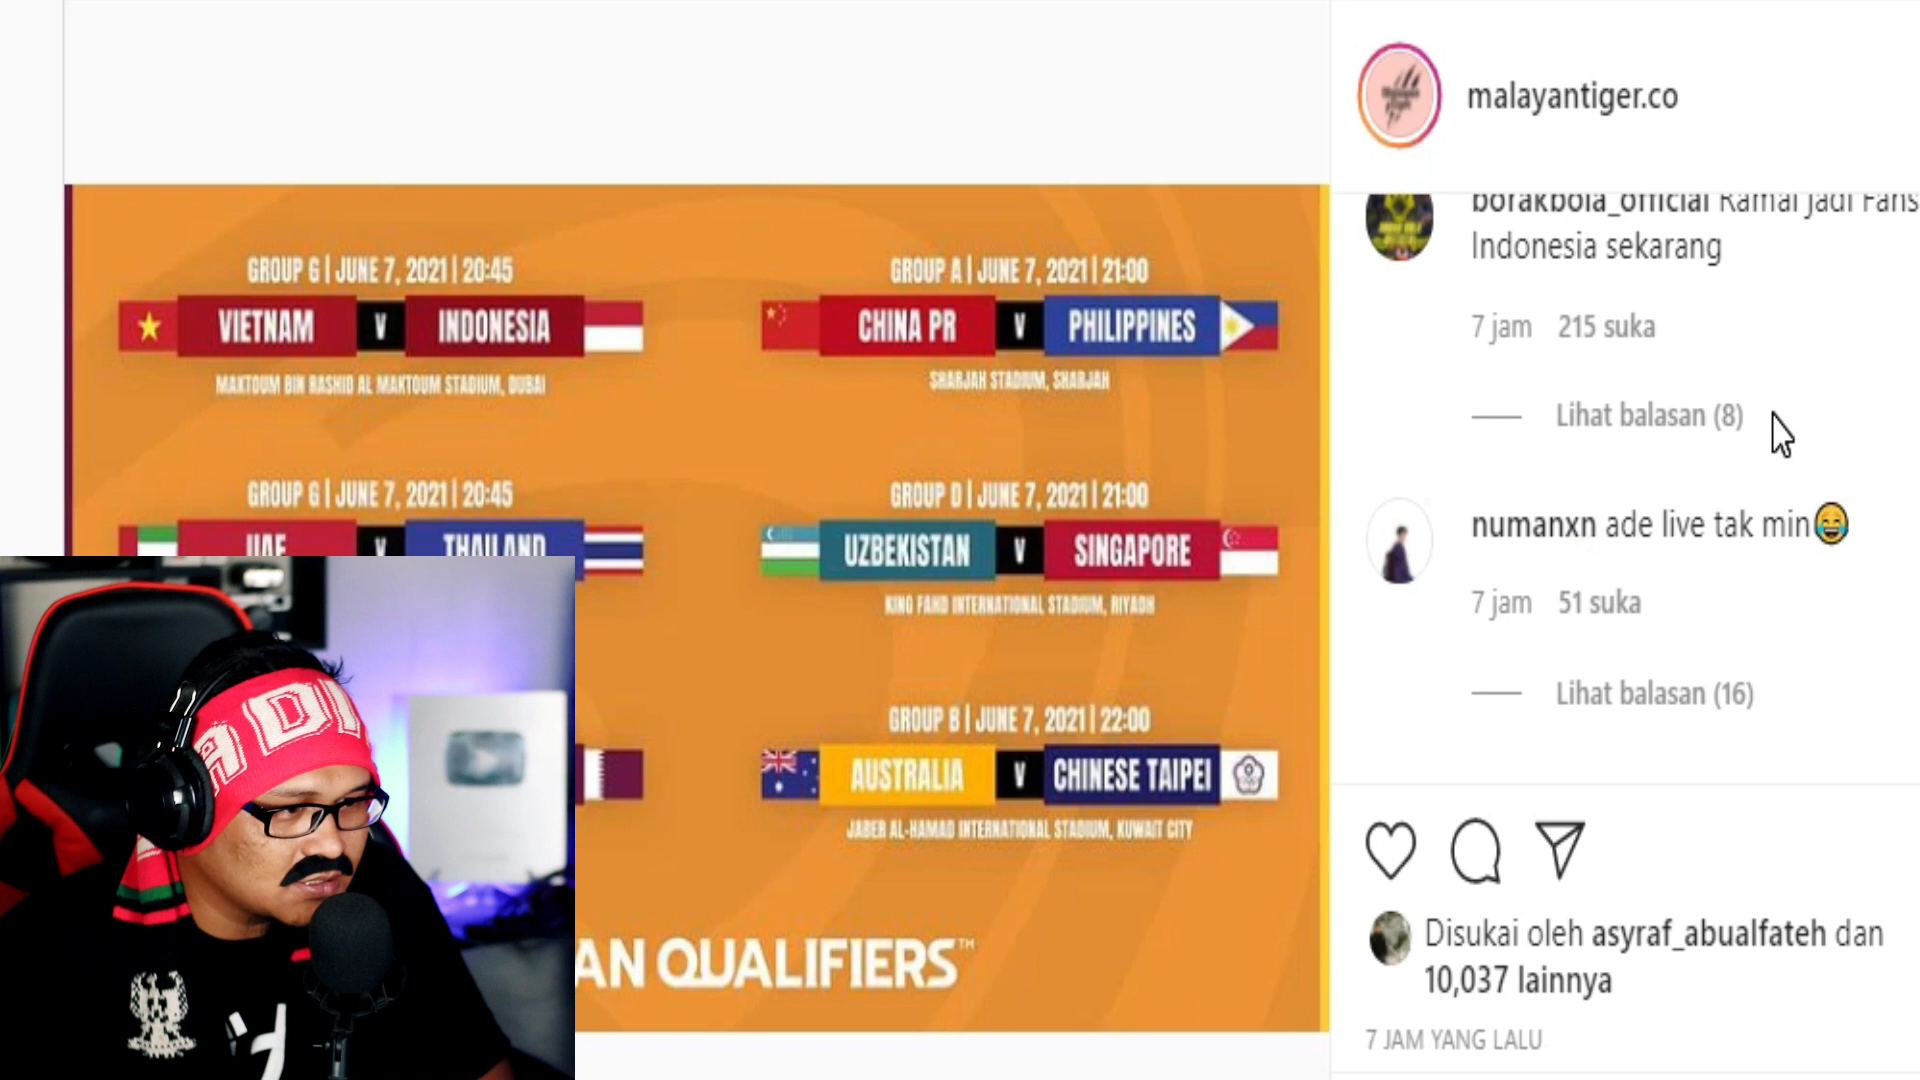 GROUP G | JUNE 7, 2021 | 20:45
VIETNAM V INDONESIA
MAKTOUM BIN RASHID AL MAKTOUM STADIUM, DUBAI
GROUP A | JUNE 7, 2021 | 21:00
CHINA PR V PHILIPPINES
SHARJAH STADIUM, SHARJAH
GROUP G | JUNE 7, 2021 | 20:45
UAE V THAILAND
GROUP D | JUNE 7, 2021 | 21:00
UZBEKISTAN V SINGAPORE
KING FAHD INTERNATIONAL STADIUM, RIYADH
GROUP B | JUNE 7, 2021 | 22:00
AUSTRALIA V CHINESE TAIPEI
JABER AL-HAMAD INTERNATIONAL STADIUM, KUWAIT CITY
AN QUALIFIERS™
malayantiger.co
borakbola_official Ramai jadi Fans
Indonesia sekarang
7 jam 215 suka
Lihat balasan (8)
numanxn ade live tak min😂
7 jam 51 suka
Lihat balasan (16)
Disukai oleh asyraf_abualfateh dan
10,037 lainnya
7 JAM YANG LALU